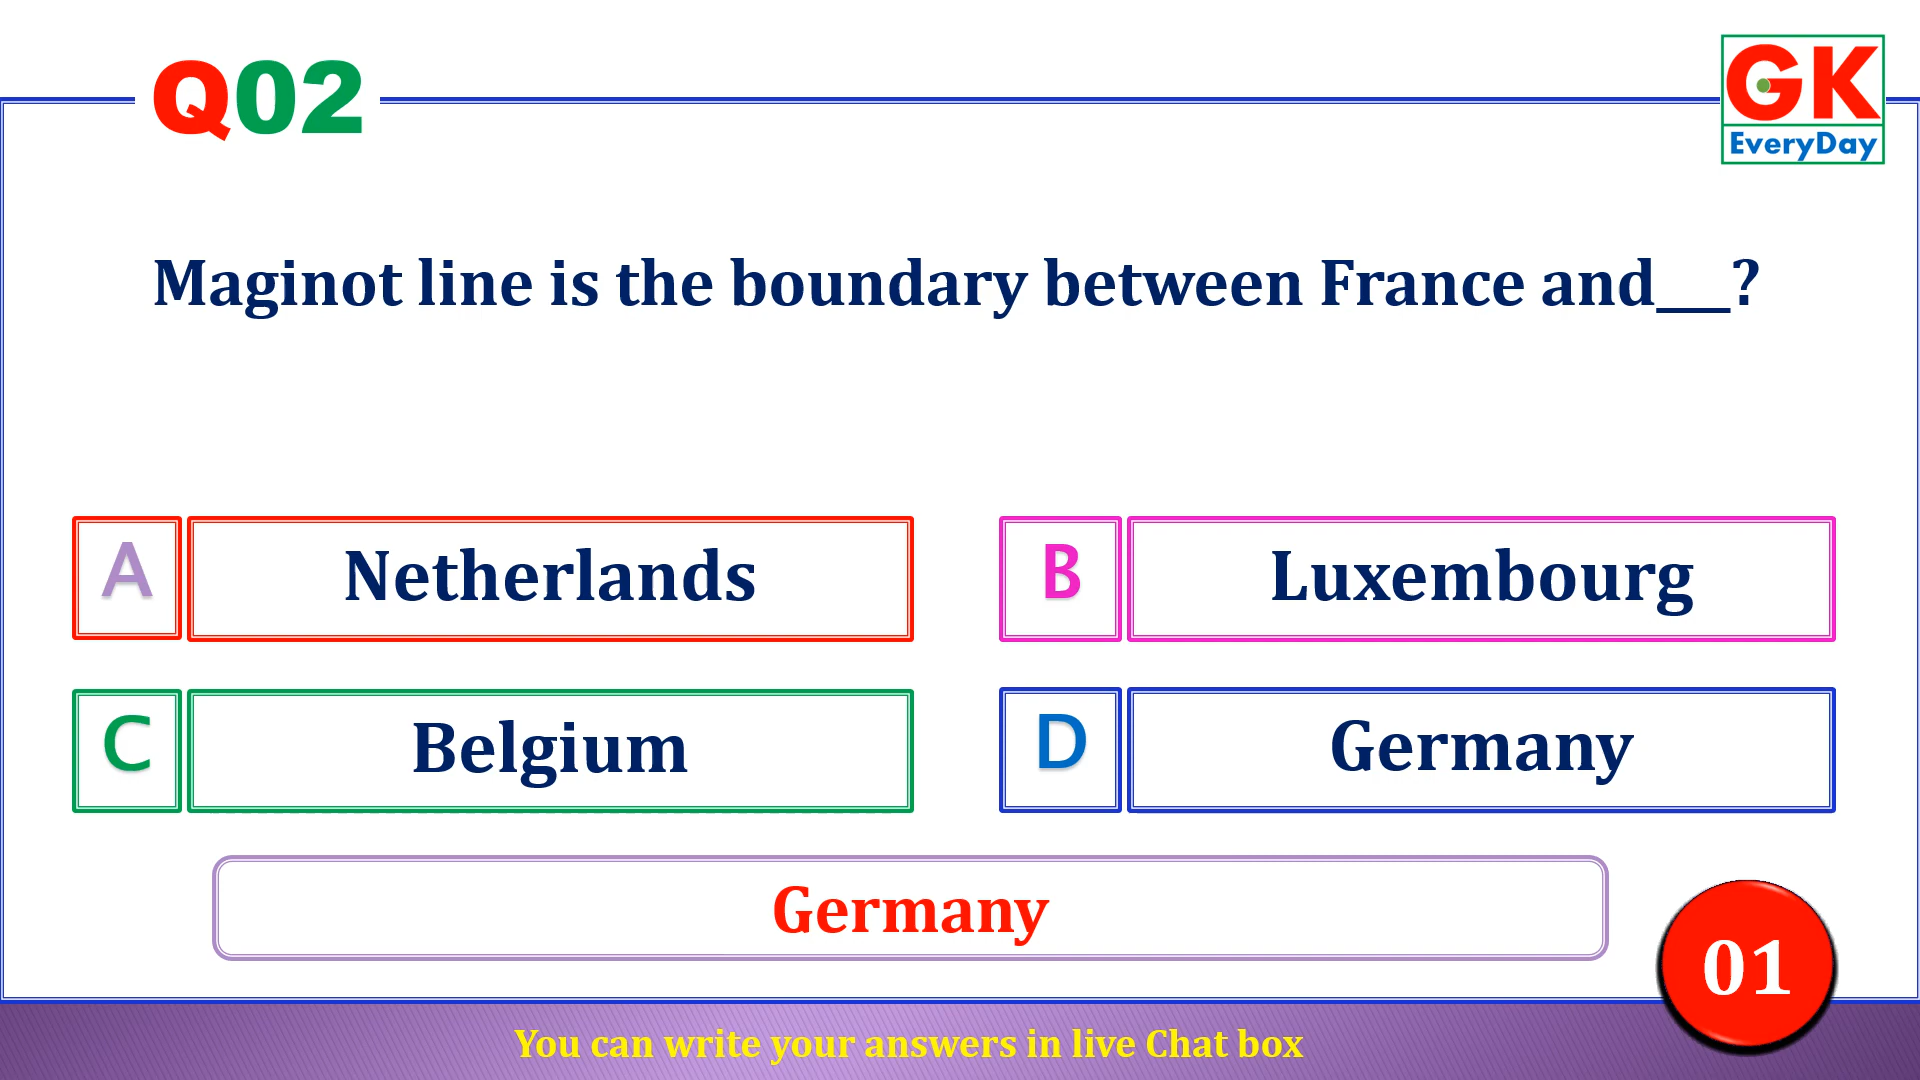 Q02
GK
EveryDay
Maginot line is the boundary between France and___?
A Netherlands
B Luxembourg
C Belgium
D Germany
Germany
01
You can write your answers in live Chat box